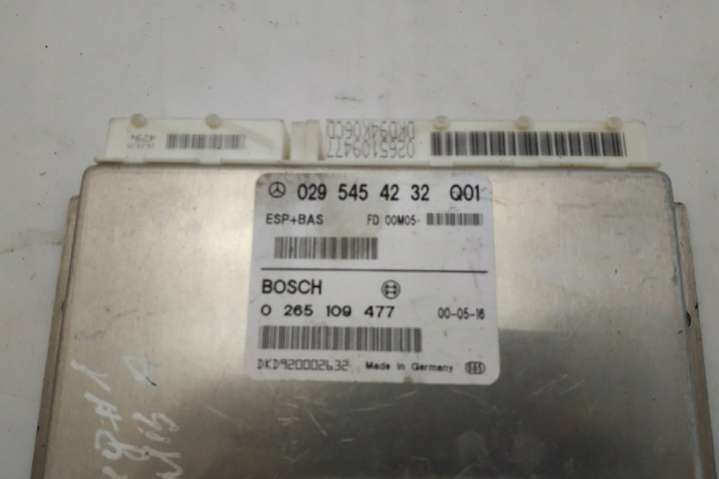 0265109477
DRD94K06CD
029 545 42 32 Q01
ESP+BAS FD 00M05-
BOSCH
0 265 109 477 00-05-16
DKD920002632 Made in Germany